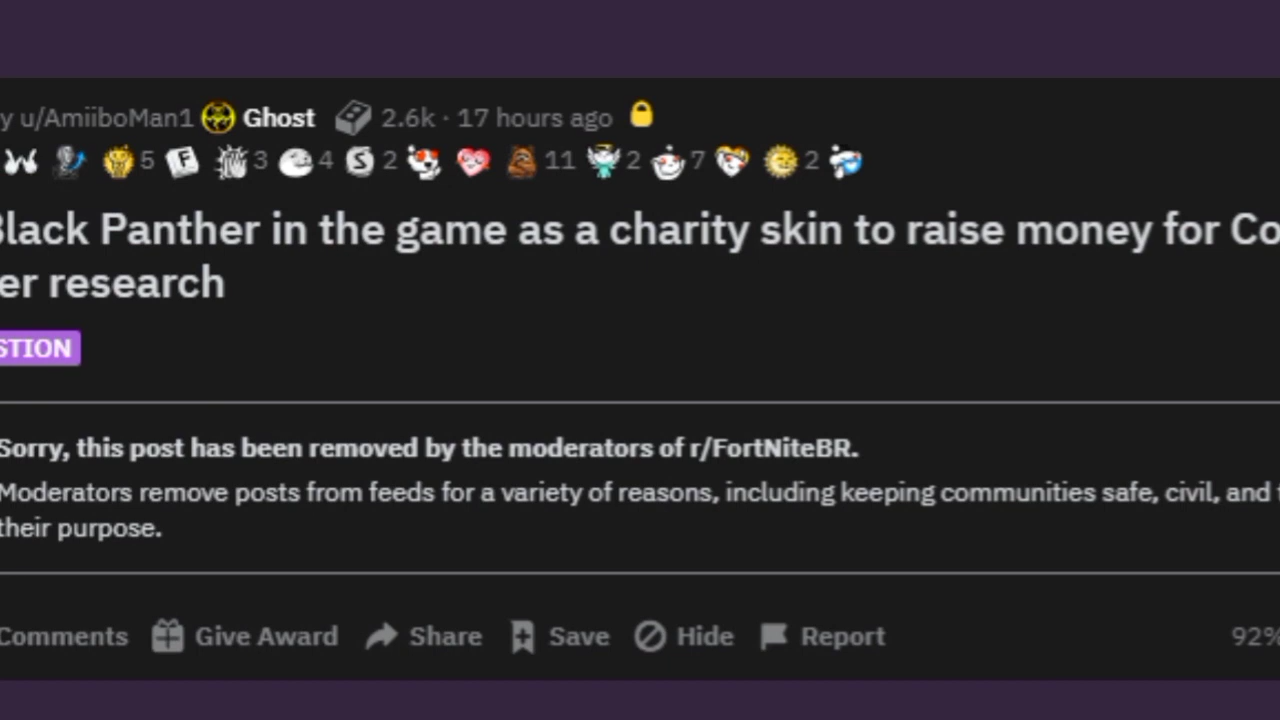 y u/AmiiboMan1 Ghost 2.6k · 17 hours ago
5 F 3 4 S 2 11 2 7 2
Black Panther in the game as a charity skin to raise money for Co
er research
STION
Sorry, this post has been removed by the moderators of r/FortNiteBR.
Moderators remove posts from feeds for a variety of reasons, including keeping communities safe, civil, and t
their purpose.
Comments Give Award Share Save Hide Report 92%